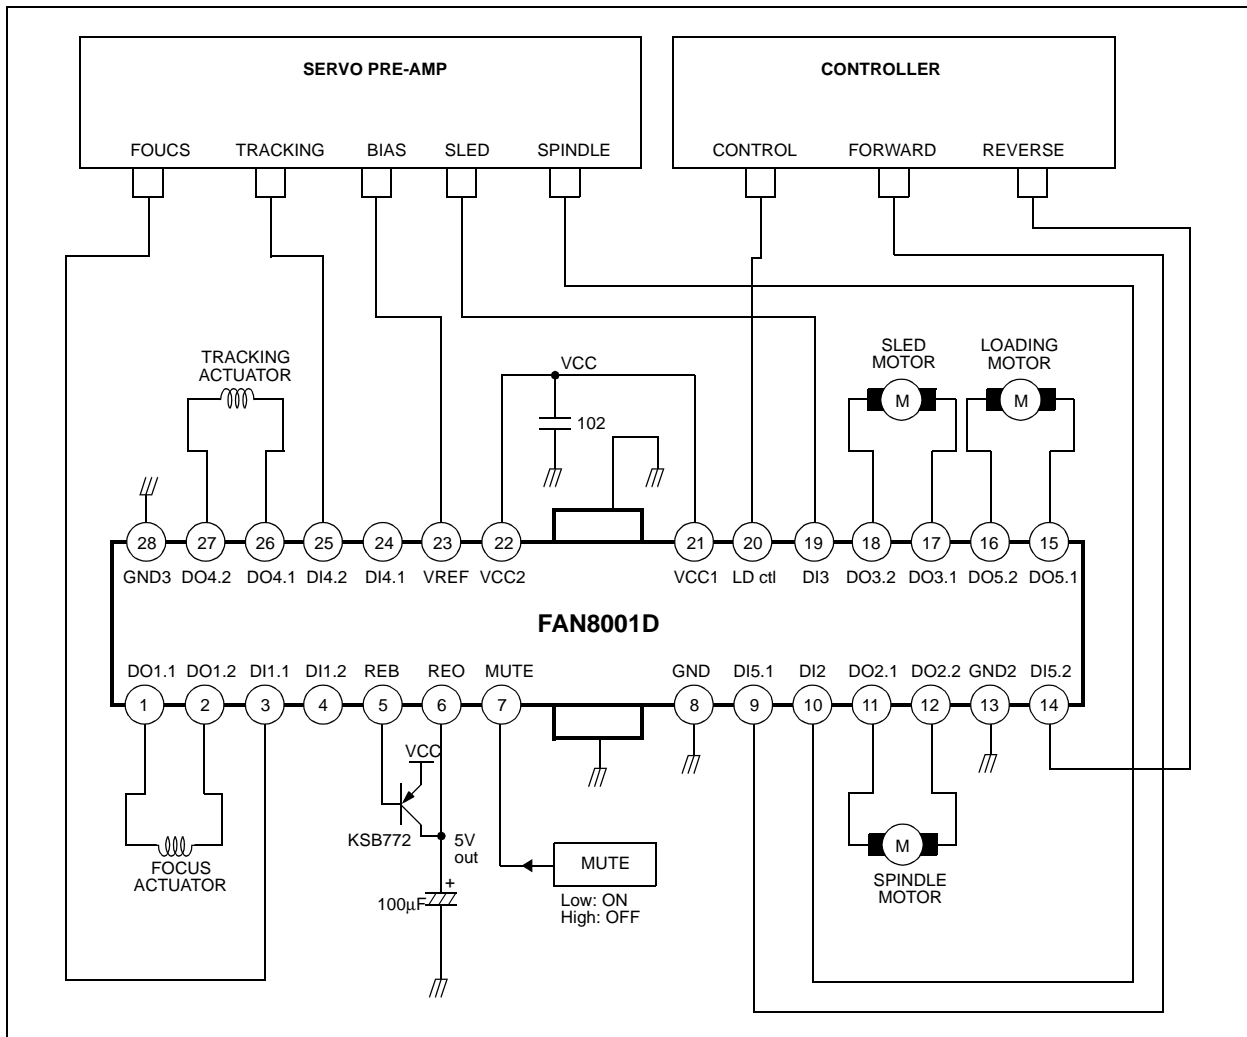 SERVO PRE-AMP
CONTROLLER
FOUCS TRACKING BIAS SLED SPINDLE
CONTROL FORWARD REVERSE
TRACKING
ACTUATOR
VCC
102
SLED
MOTOR
LOADING
MOTOR
M M
28 27 26 25 24 23 22 21 20 19 18 17 16 15
GND3 DO4.2 DO4.1 DI4.2 DI4.1 VREF VCC2 VCC1 LD ctl DI3 DO3.2 DO3.1 DO5.2 DO5.1
FAN8001D
DO1.1 DO1.2 DI1.1 DI1.2 REB REO MUTE GND DI5.1 DI2 DO2.1 DO2.2 GND2 DI5.2
1 2 3 4 5 6 7 8 9 10 11 12 13 14
VCC
KSB772
5V
out
+
100μF
FOCUS
ACTUATOR
MUTE
Low: ON
High: OFF
M
SPINDLE
MOTOR